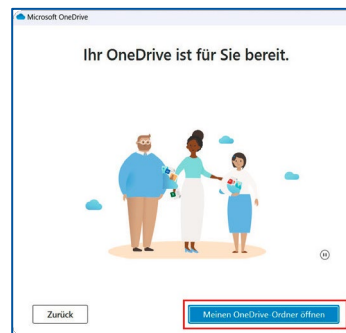 Microsoft OneDrive
Ihr OneDrive ist für Sie bereit.
Zurück
Meinen OneDrive-Ordner öffnen